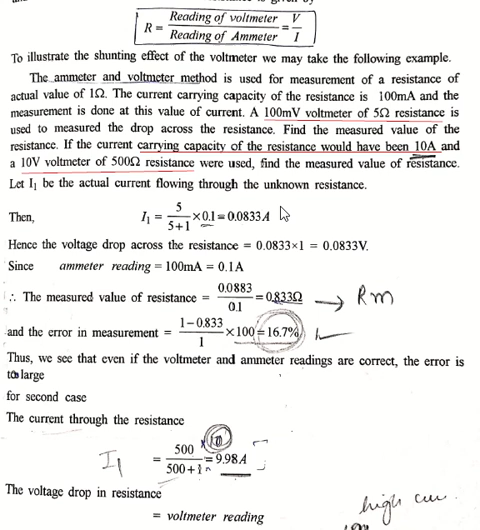 R = Reading of voltmeter / Reading of Ammeter = V / I
To illustrate the shunting effect of the voltmeter we may take the following example.
The ammeter and voltmeter method is used for measurement of a resistance of
actual value of 1Ω. The current carrying capacity of the resistance is 100mA and the
measurement is done at this value of current. A 100mV voltmeter of 5Ω resistance is
used to measured the drop across the resistance. Find the measured value of the
resistance. If the current carrying capacity of the resistance would have been 10A and
a 10V voltmeter of 500Ω resistance were used, find the measured value of resistance.
Let I₁ be the actual current flowing through the unknown resistance.
Then, I₁ = 5 / 5+1 × 0.1 = 0.0833A
Hence the voltage drop across the resistance = 0.0833×1 = 0.0833V.
Since ammeter reading = 100mA = 0.1A
∴ The measured value of resistance = 0.0883 / 0.1 = 0.833Ω → Rm
and the error in measurement = 1−0.833 / 1 × 100 = 16.7%
Thus, we see that even if the voltmeter and ammeter readings are correct, the error is
too large
for second case
The current through the resistance
I₁ = 500 / 500+1 × 10 = 9.98A
The voltage drop in resistance
= voltmeter reading
high